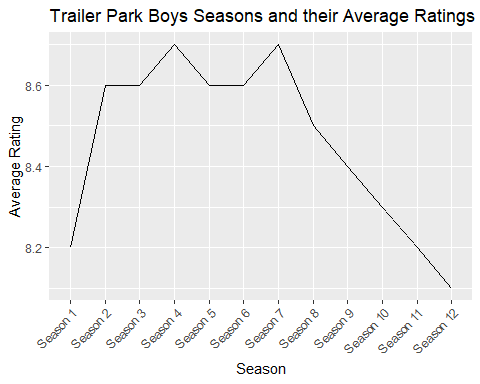 Trailer Park Boys Seasons and their Average Ratings
Average Rating
8.6
8.4
8.2
Season 1
Season 2
Season 3
Season 4
Season 5
Season 6
Season 7
Season 8
Season 9
Season 10
Season 11
Season 12
Season